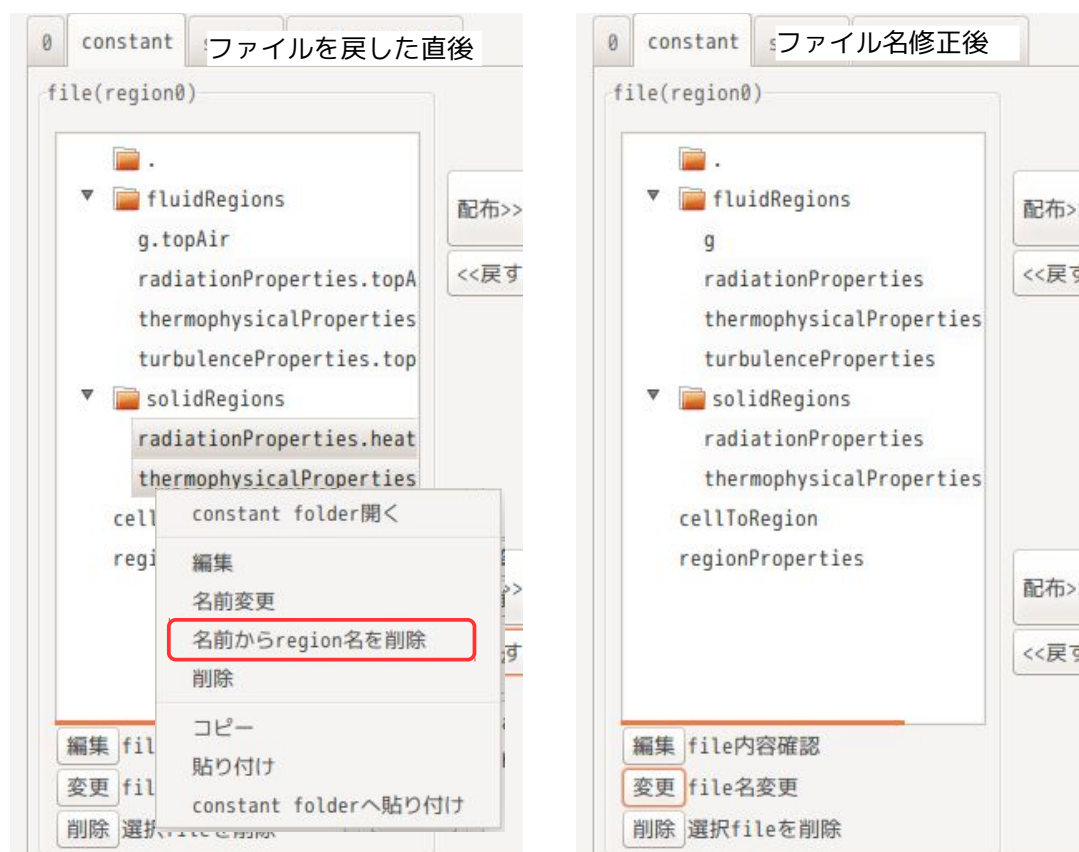 0 constant ファイルを戻した直後
file(region0)
.
fluidRegions
g.topAir
radiationProperties.topA
thermophysicalProperties
turbulenceProperties.top
solidRegions
radiationProperties.heat
thermophysicalProperties
cell
regi
配布>>
<<戻す
>>
す
constant folder開く
編集
名前変更
名前からregion名を削除
削除
コピー
貼り付け
constant folderへ貼り付け
編集 fil
変更 fil
削除 選択
0 constant ファイル名修正後
file(region0)
.
fluidRegions
g
radiationProperties
thermophysicalProperties
turbulenceProperties
solidRegions
radiationProperties
thermophysicalProperties
cellToRegion
regionProperties
配布>
<<戻す
配布>
<<戻す
編集 file内容確認
変更 file名変更
削除 選択fileを削除